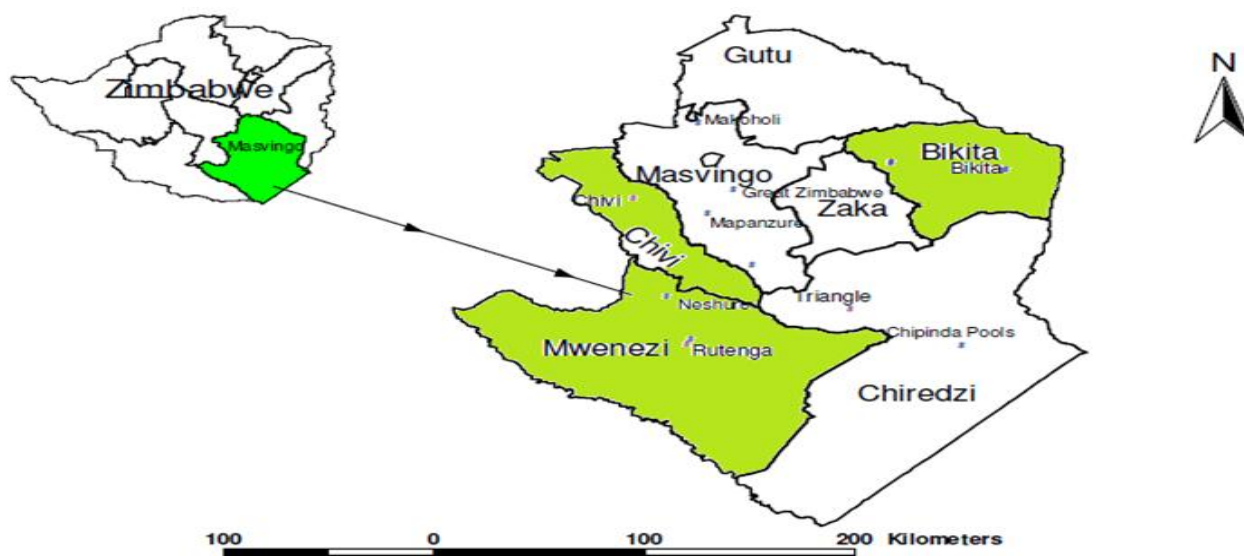 Zimbabwe
Masvingo
N
Gutu
Makoholi
Bikita
Bikita
Masvingo
Great Zimbabwe
Zaka
Chivi
Mapanzure
Chivi
Triangle
Neshuro
Chipinda Pools
Mwenezi
Rutenga
Chiredzi
100 0 100 200 Kilometers